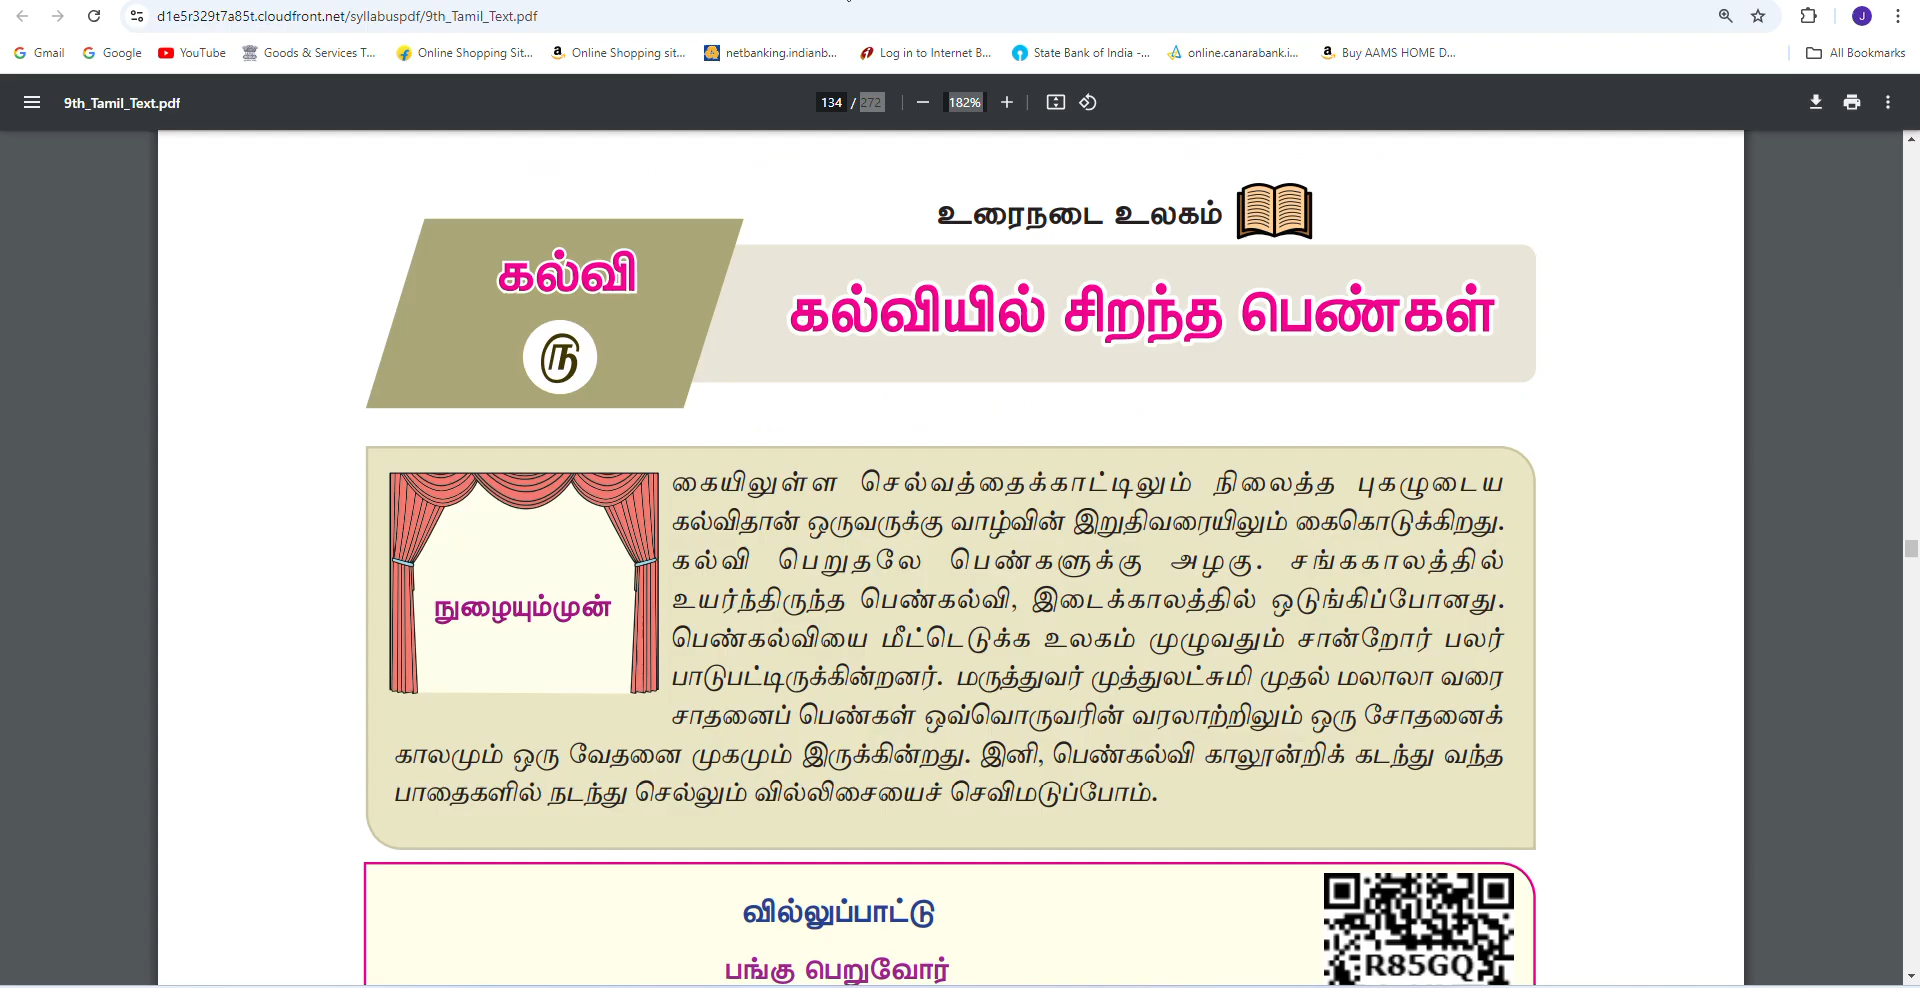 d1e5r329t7a85t.cloudfront.net/syllabuspdf/9th_Tamil_Text.pdf
J
Gmail Google YouTube Goods & Services T... Online Shopping Sit... Online Shopping sit... netbanking.indianb... Log in to Internet B... State Bank of India -... online.canarabank.i... Buy AAMS HOME D... All Bookmarks
9th_Tamil_Text.pdf 134 / 272 182%
உரைநடை உலகம்
கல்வி
௫
கல்வியில் சிறந்த பெண்கள்
நுழையும்முன்
கையிலுள்ள செல்வத்தைக்காட்டிலும் நிலைத்த புகழுடைய
கல்விதான் ஒருவருக்கு வாழ்வின் இறுதிவரையிலும் கைகொடுக்கிறது.
கல்வி பெறுதலே பெண்களுக்கு அழகு. சங்ககாலத்தில்
உயர்ந்திருந்த பெண்கல்வி, இடைக்காலத்தில் ஒடுங்கிப்போனது.
பெண்கல்வியை மீட்டெடுக்க உலகம் முழுவதும் சான்றோர் பலர்
பாடுபட்டிருக்கின்றனர். மருத்துவர் முத்துலட்சுமி முதல் மலாலா வரை
சாதனைப் பெண்கள் ஒவ்வொருவரின் வரலாற்றிலும் ஒரு சோதனைக்
காலமும் ஒரு வேதனை முகமும் இருக்கின்றது. இனி, பெண்கல்வி காலூன்றிக் கடந்து வந்த
பாதைகளில் நடந்து செல்லும் வில்லிசையைச் செவிமடுப்போம்.
வில்லுப்பாட்டு
பங்கு பெறுவோர்
R85GQ